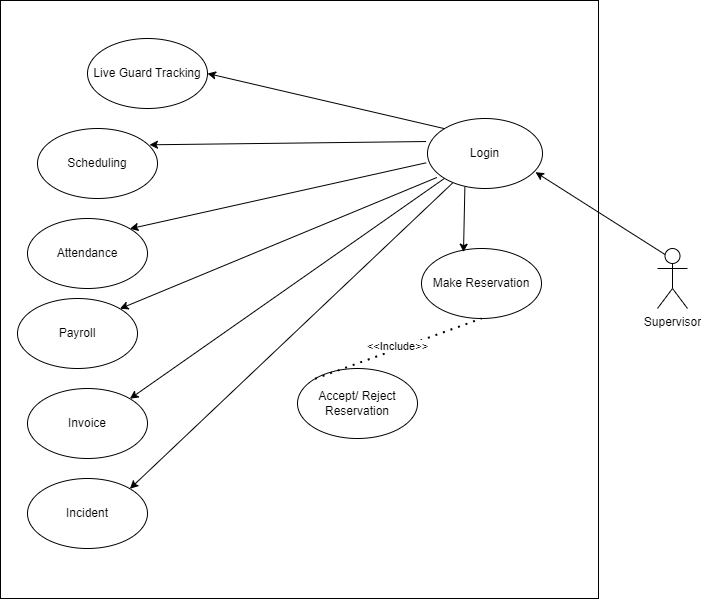 Live Guard Tracking
Login
Scheduling
Attendance
Make Reservation
Supervisor
Payroll
<<Include>>
Accept/ Reject
Reservation
Invoice
Incident